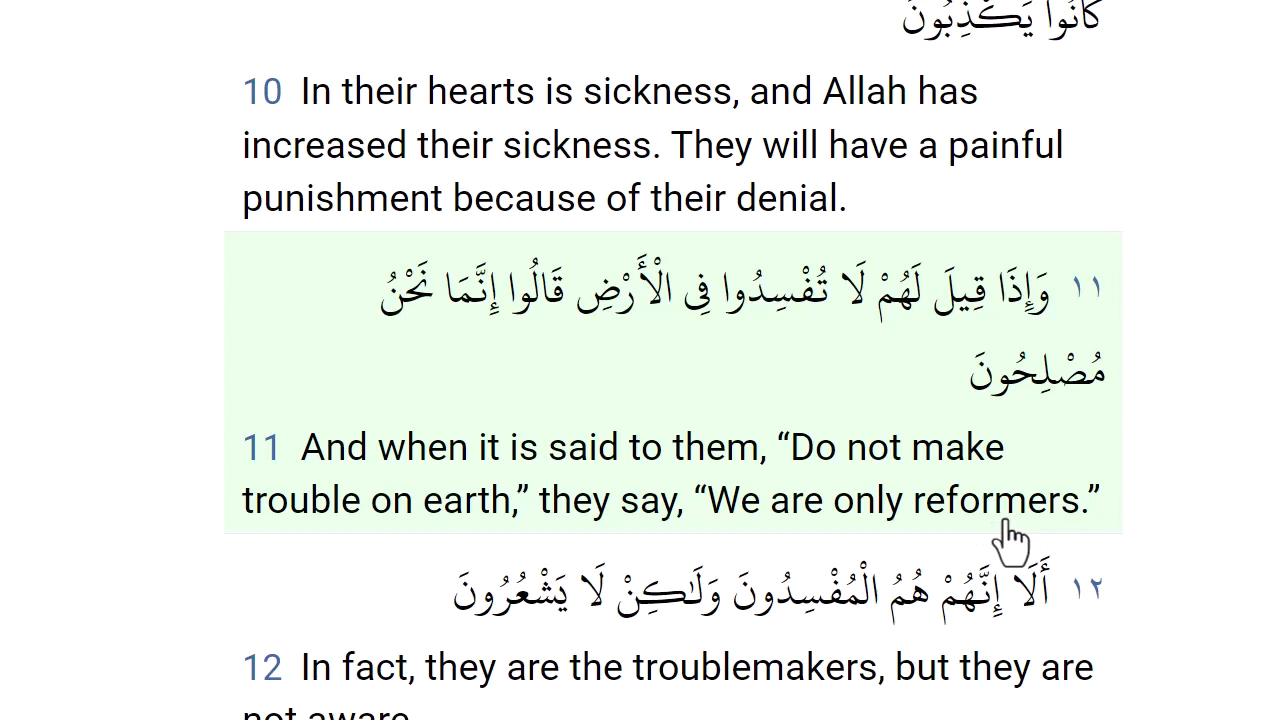 كَانُوا يَكْذِبُونَ
10 In their hearts is sickness, and Allah has
increased their sickness. They will have a painful
punishment because of their denial.
١١ وَإِذَا قِيلَ لَهُمْ لَا تُفْسِدُوا فِى الْأَرْضِ قَالُوا إِنَّمَا نَحْنُ
مُصْلِحُونَ
11 And when it is said to them, “Do not make
trouble on earth,” they say, “We are only reformers.”
١٢ أَلَا إِنَّهُمْ هُمُ الْمُفْسِدُونَ وَلَـٰكِنْ لَا يَشْعُرُونَ
12 In fact, they are the troublemakers, but they are
not aware